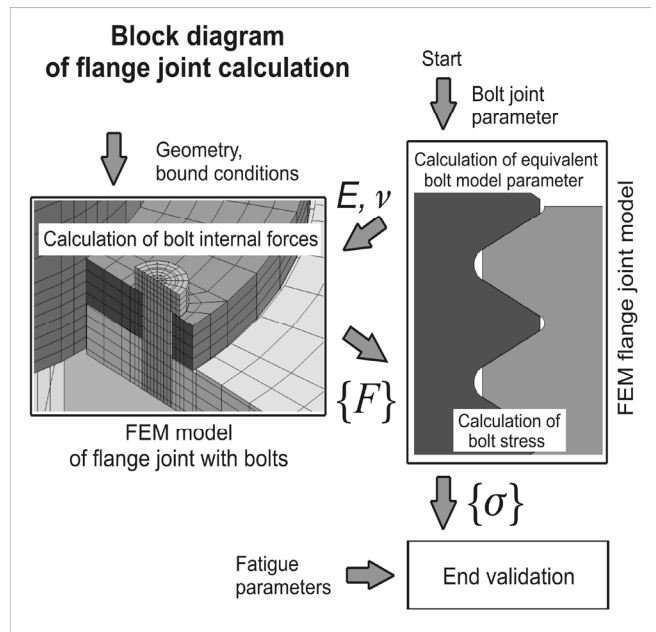 Block diagram
of flange joint calculation
Start
Bolt joint
parameter
Geometry,
bound conditions
Calculation of equivalent
bolt model parameter
E, ν
Calculation of bolt internal forces
FEM flange joint model
{F}
Calculation of
bolt stress
FEM model
of flange joint with bolts
{σ}
Fatigue
parameters
End validation